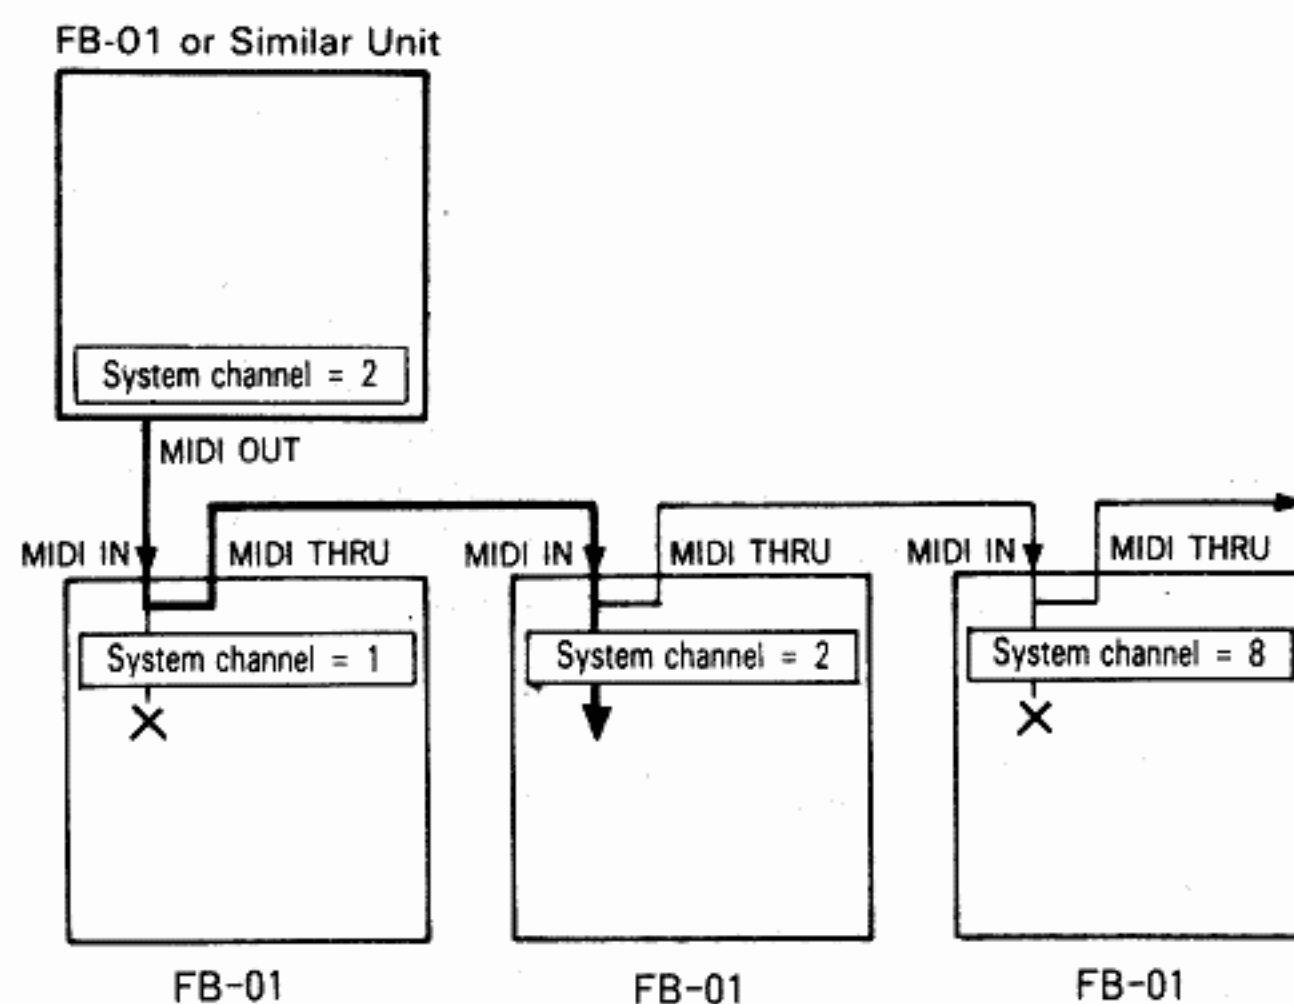 FB-01 or Similar Unit
System channel = 2
MIDI OUT
MIDI IN
MIDI THRU
MIDI IN
MIDI THRU
MIDI IN
MIDI THRU
System channel = 1
System channel = 2
System channel = 8
FB-01
FB-01
FB-01